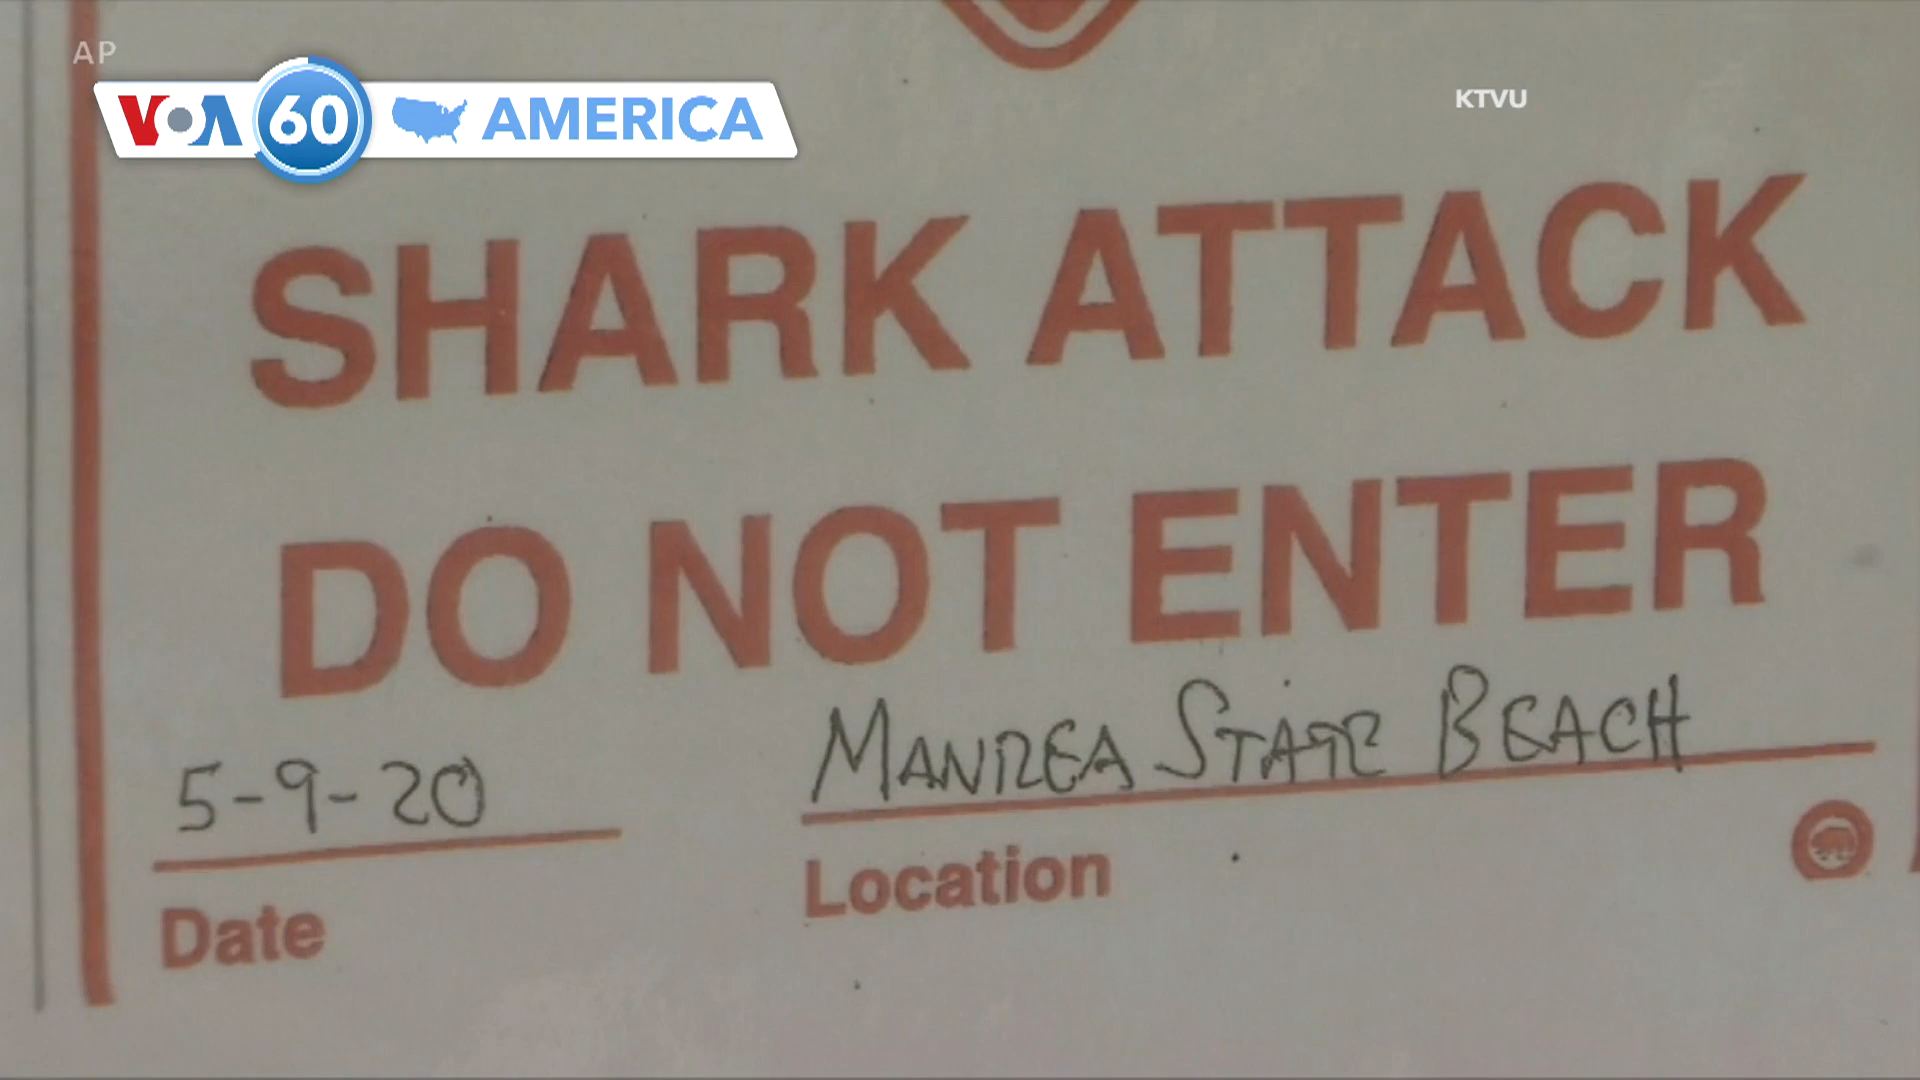 AP
VOA 60 AMERICA
KTVU
SHARK ATTACK
DO NOT ENTER
5-9-20
MANREA STATE BEACH
Date
Location